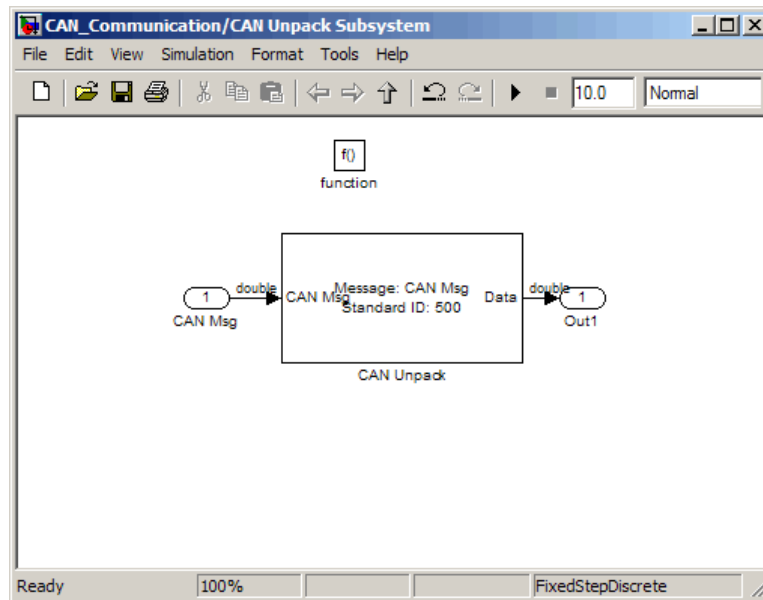 CAN_Communication/CAN Unpack Subsystem
File Edit View Simulation Format Tools Help
10.0 Normal
f()
function
1 double CAN Msg Message: CAN Msg Data double 1
Standard ID: 500
CAN Msg Out1
CAN Unpack
Ready 100% FixedStepDiscrete